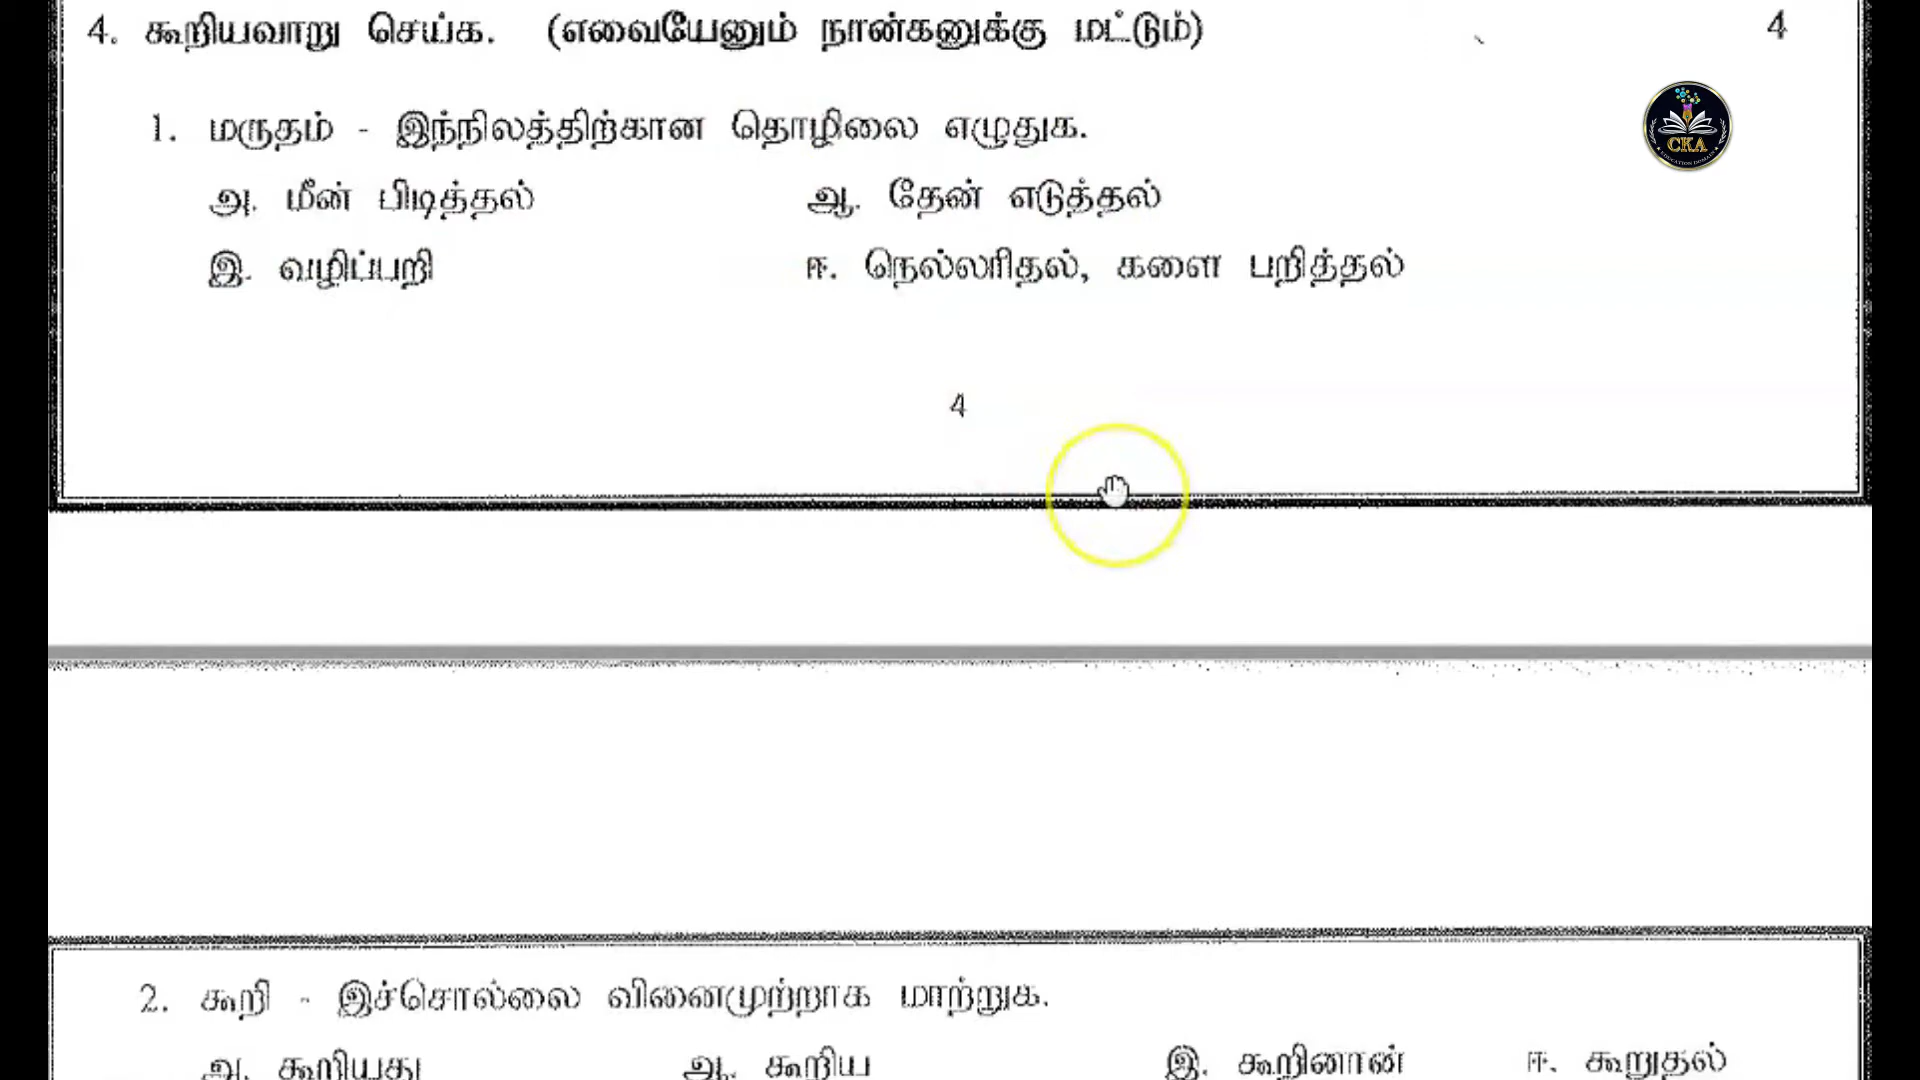 4. கூறியவாறு செய்க. (எவையேனும் நான்கனுக்கு மட்டும்) 4
1. மருதம் - இந்நிலத்திற்கான தொழிலை எழுதுக.
CKA
அ. மீன் பிடித்தல் ஆ. தேன் எடுத்தல்
இ. வழிப்பறி ஈ. நெல்லரிதல், களை பறித்தல்
4
2. கூறி - இச்சொல்லை வினைமுற்றாக மாற்றுக.
அ. கூறியது ஆ. கூறிய இ. கூறினான் ஈ. கூறுதல்